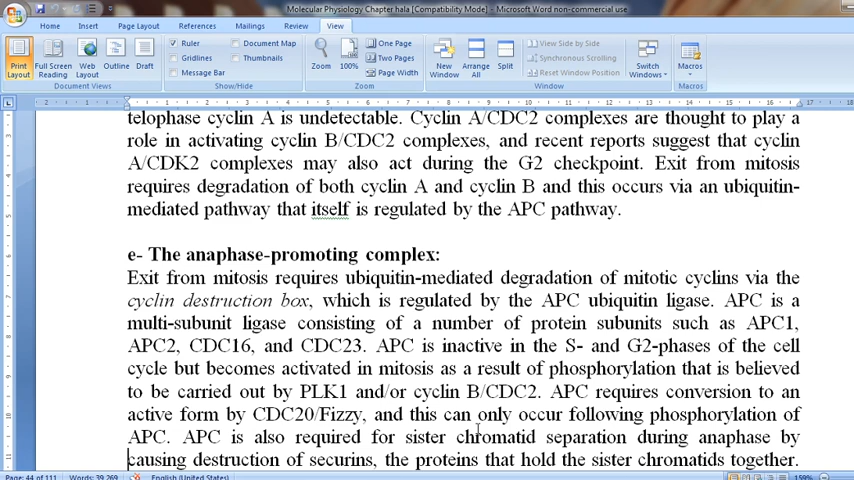 Molecular Physiology Chapter hala [Compatibility Mode] - Microsoft Word non-commercial use
Home Insert Page Layout References Mailings Review View
Print Layout Full Screen Reading Web Layout Outline Draft
Document Views
Ruler Document Map
Gridlines Thumbnails
Message Bar
Show/Hide
Zoom 100% One Page
Two Pages
Page Width
Zoom
New Window Arrange All Split
View Side by Side
Synchronous Scrolling
Reset Window Position
Window
Switch Windows
Macros
Macros
telophase cyclin A is undetectable. Cyclin A/CDC2 complexes are thought to play a
role in activating cyclin B/CDC2 complexes, and recent reports suggest that cyclin
A/CDK2 complexes may also act during the G2 checkpoint. Exit from mitosis
requires degradation of both cyclin A and cyclin B and this occurs via an ubiquitin-
mediated pathway that itself is regulated by the APC pathway.
e- The anaphase-promoting complex:
Exit from mitosis requires ubiquitin-mediated degradation of mitotic cyclins via the
cyclin destruction box, which is regulated by the APC ubiquitin ligase. APC is a
multi-subunit ligase consisting of a number of protein subunits such as APC1,
APC2, CDC16, and CDC23. APC is inactive in the S- and G2-phases of the cell
cycle but becomes activated in mitosis as a result of phosphorylation that is believed
to be carried out by PLK1 and/or cyclin B/CDC2. APC requires conversion to an
active form by CDC20/Fizzy, and this can only occur following phosphorylation of
APC. APC is also required for sister chromatid separation during anaphase by
causing destruction of securins, the proteins that hold the sister chromatids together.
Page: 44 of 111 Words: 39,269 English (United States) 159%